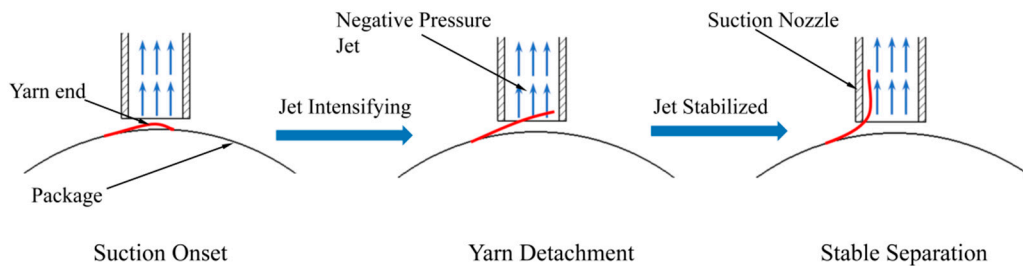 Negative Pressure
Jet
Suction Nozzle
Yarn end
Jet Intensifying
Jet Stabilized
Package
Suction Onset
Yarn Detachment
Stable Separation